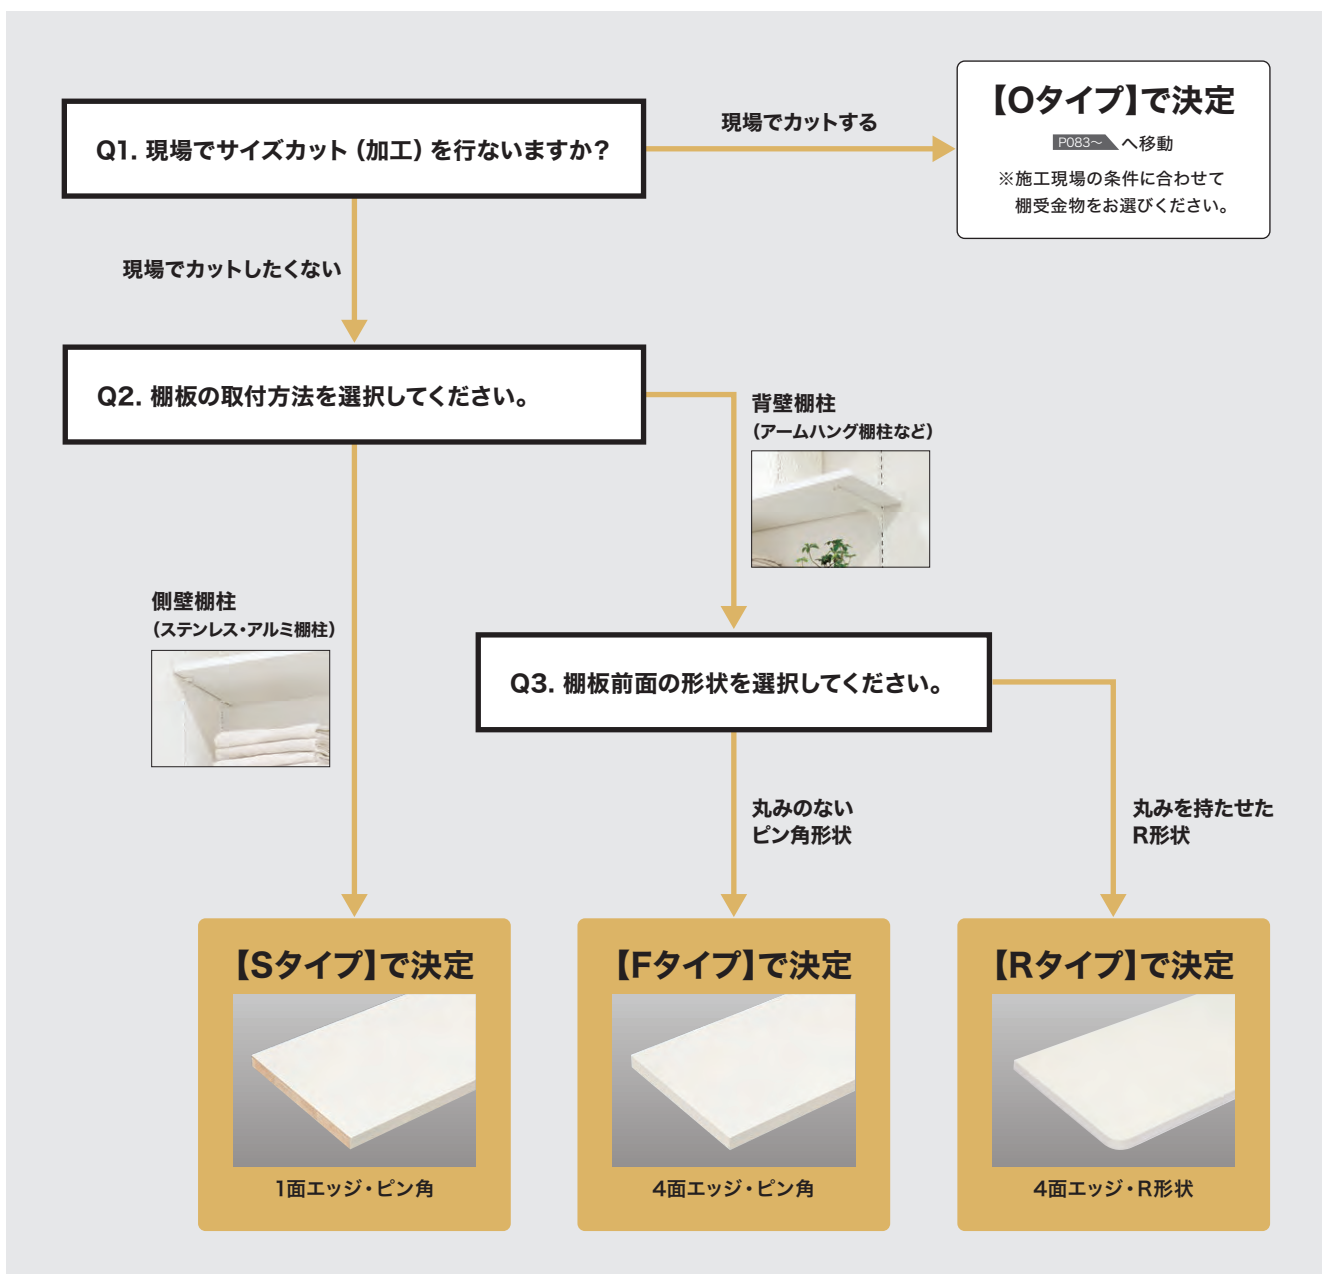 Q1. 現場でサイズカット（加工）を行ないますか？
現場でカットする
【Oタイプ】で決定
P083〜 へ移動
※施工現場の条件に合わせて
棚受金物をお選びください。
現場でカットしたくない
Q2. 棚板の取付方法を選択してください。
背壁棚柱
（アームハング棚柱など）
側壁棚柱
（ステンレス・アルミ棚柱）
Q3. 棚板前面の形状を選択してください。
丸みのない
ピン角形状
丸みを持たせた
R形状
【Sタイプ】で決定
1面エッジ・ピン角
【Fタイプ】で決定
4面エッジ・ピン角
【Rタイプ】で決定
4面エッジ・R形状